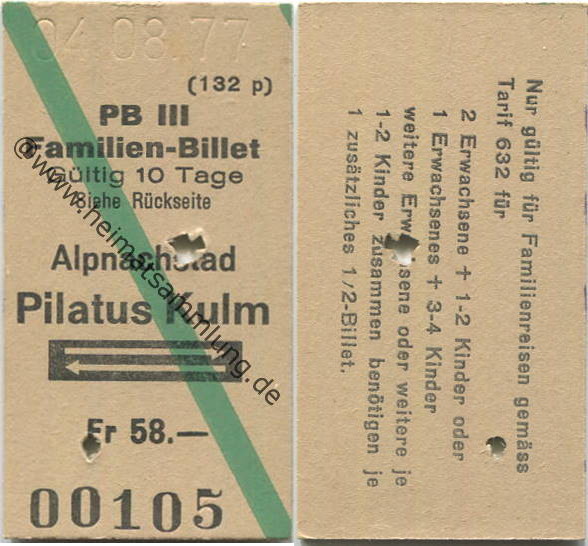 04.08.77
(132 p)
PB III
Familien-Billet
Gültig 10 Tage
Siehe Rückseite
Alpnachstad
Pilatus Kulm
Fr 58.—
00105
@www.heimatsammlung.de
Nur gültig für Familienreisen gemäss
Tarif 632 für
2 Erwachsene + 1-2 Kinder oder
1 Erwachsenes + 3-4 Kinder
weitere Erwachsene oder weitere je
1-2 Kinder zusammen benötigen je
1 zusätzliches 1/2-Billet.